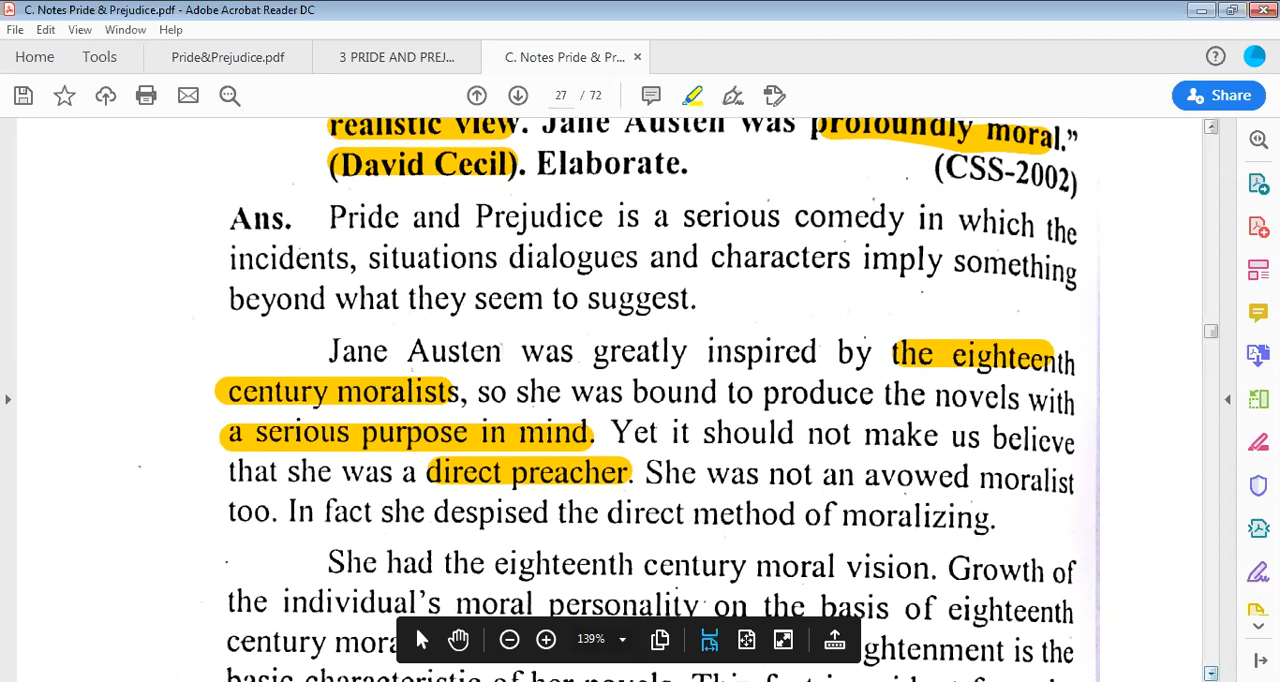 C. Notes Pride & Prejudice.pdf - Adobe Acrobat Reader DC
File Edit View Window Help
Home Tools Pride&Prejudice.pdf 3 PRIDE AND PREJ... C. Notes Pride & Pr... ×
27 / 72 Share
realistic view. Jane Austen was profoundly moral.”
(David Cecil). Elaborate. (CSS-2002)
Ans. Pride and Prejudice is a serious comedy in which the
incidents, situations dialogues and characters imply something
beyond what they seem to suggest.
Jane Austen was greatly inspired by the eighteenth
century moralists, so she was bound to produce the novels with
a serious purpose in mind. Yet it should not make us believe
that she was a direct preacher. She was not an avowed moralist
too. In fact she despised the direct method of moralizing.
She had the eighteenth century moral vision. Growth of
the individual's moral personality on the basis of eighteenth
century mora ghtenment is the
139%
basic characteristic of her novels. This fact is evident from